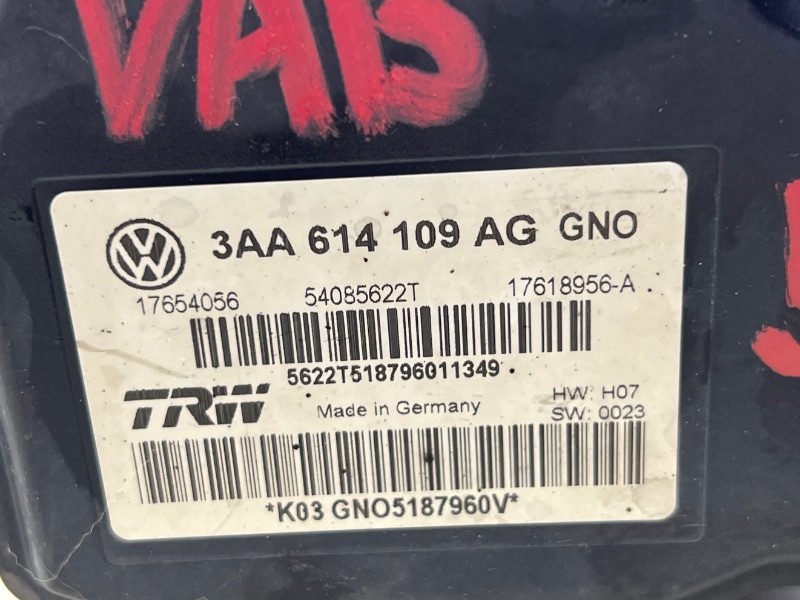 VAB
3AA 614 109 AG GNO
17654056 54085622T 17618956-A
5622T518796011349
TRW Made in Germany HW: H07
SW: 0023
*K03 GNO5187960V*